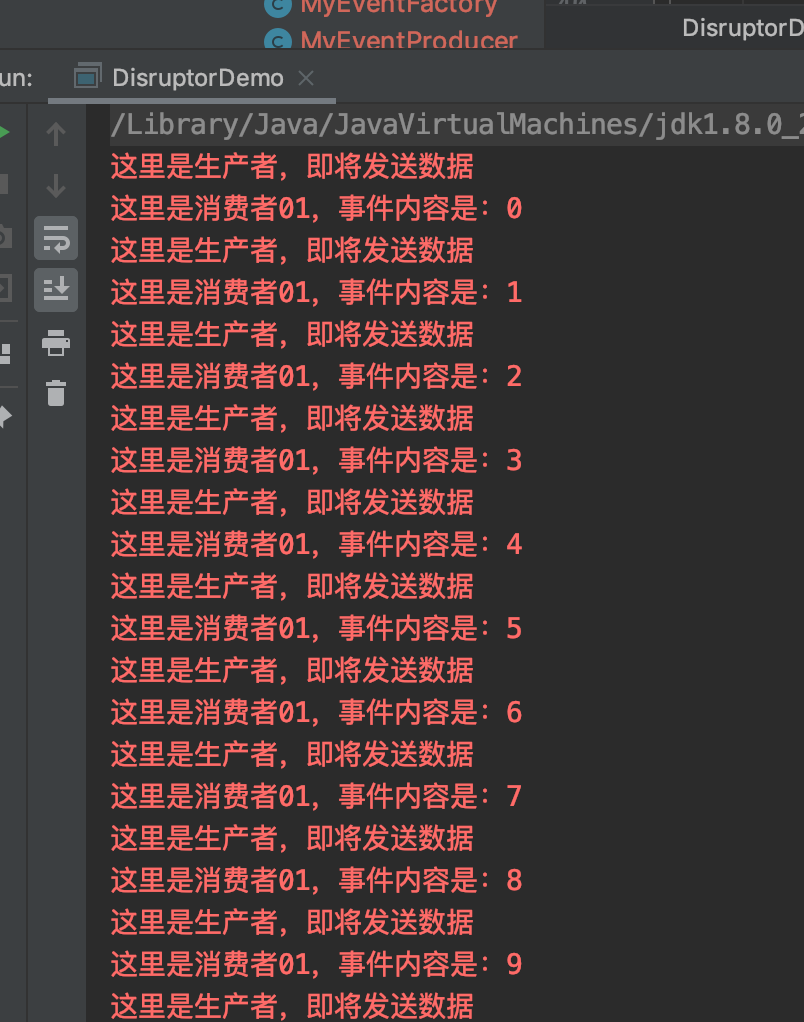 MyEventFactory
MyEventProducer
DisruptorD
un:
DisruptorDemo
/Library/Java/JavaVirtualMachines/jdk1.8.0_2
这里是生产者，即将发送数据
这里是消费者01，事件内容是：0
这里是生产者，即将发送数据
这里是消费者01，事件内容是：1
这里是生产者，即将发送数据
这里是消费者01，事件内容是：2
这里是生产者，即将发送数据
这里是消费者01，事件内容是：3
这里是生产者，即将发送数据
这里是消费者01，事件内容是：4
这里是生产者，即将发送数据
这里是消费者01，事件内容是：5
这里是生产者，即将发送数据
这里是消费者01，事件内容是：6
这里是生产者，即将发送数据
这里是消费者01，事件内容是：7
这里是生产者，即将发送数据
这里是消费者01，事件内容是：8
这里是生产者，即将发送数据
这里是消费者01，事件内容是：9
这里是生产者，即将发送数据